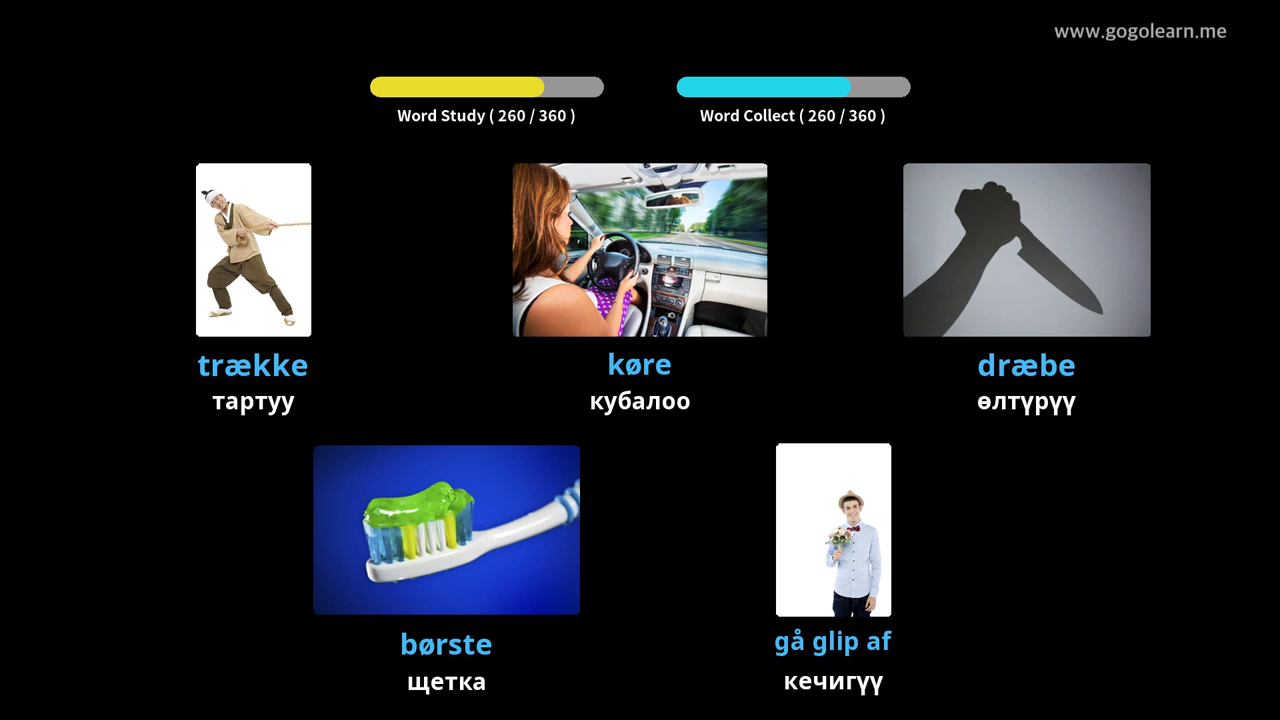 www.gogolearn.me
Word Study ( 260 / 360 )
Word Collect ( 260 / 360 )
trække
тартуу
køre
кубалоо
dræbe
өлтүрүү
børste
щетка
gå glip af
кечигүү